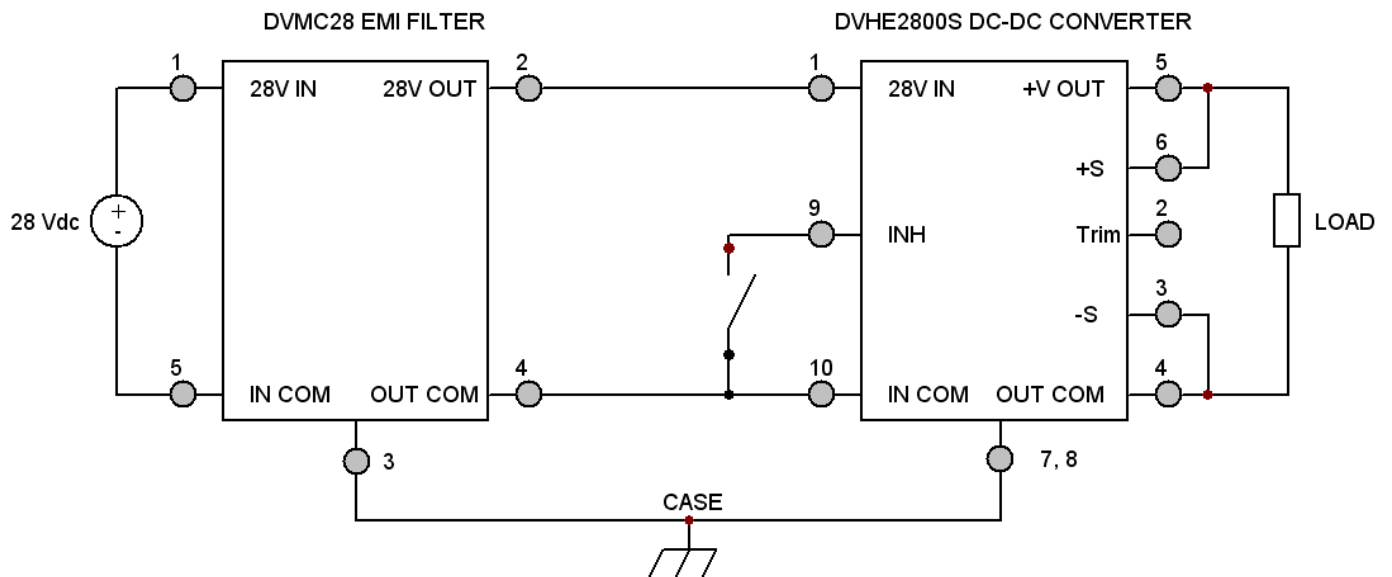 DVMC28 EMI FILTER
DVHE2800S DC-DC CONVERTER
1
2
1
5
28V IN
28V OUT
28V IN
+V OUT
6
+S
9
2
28 Vdc
+
-
INH
Trim
LOAD
3
-S
5
4
10
4
IN COM
OUT COM
IN COM
OUT COM
3
7, 8
CASE